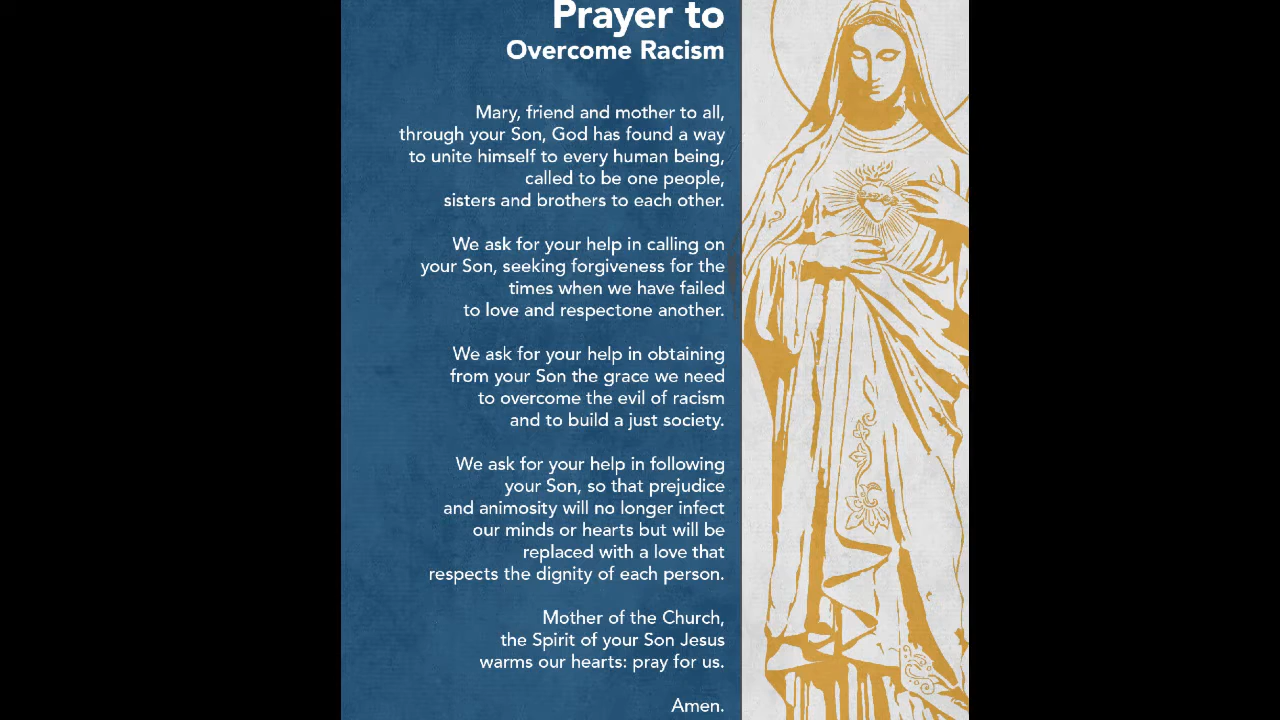 Prayer to
Overcome Racism
Mary, friend and mother to all,
through your Son, God has found a way
to unite himself to every human being,
called to be one people,
sisters and brothers to each other.
We ask for your help in calling on
your Son, seeking forgiveness for the
times when we have failed
to love and respectone another.
We ask for your help in obtaining
from your Son the grace we need
to overcome the evil of racism
and to build a just society.
We ask for your help in following
your Son, so that prejudice
and animosity will no longer infect
our minds or hearts but will be
replaced with a love that
respects the dignity of each person.
Mother of the Church,
the Spirit of your Son Jesus
warms our hearts: pray for us.
Amen.